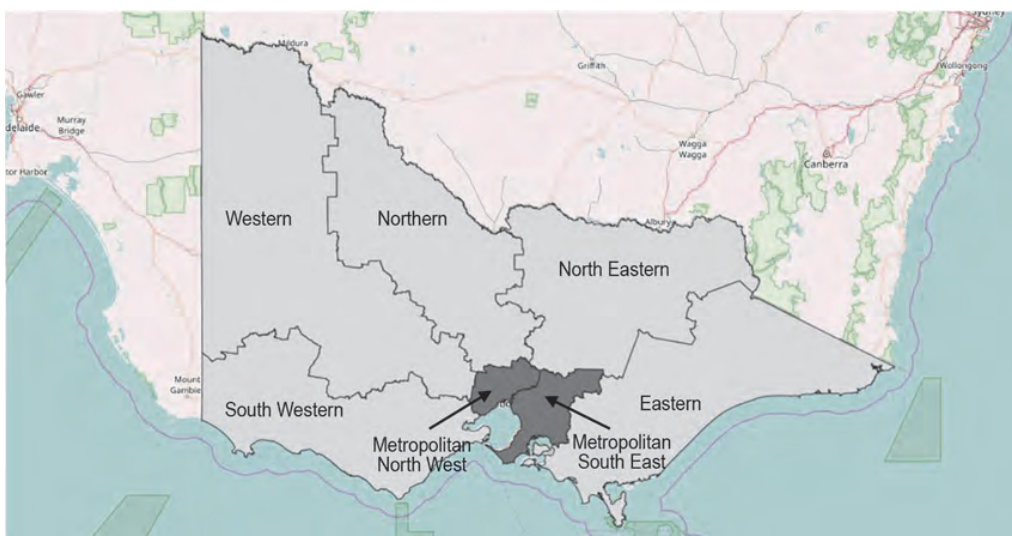 Sydney
Mildura
Griffith
Wollongong
Gawler
delaide
Murray
Bridge
Wagga
Wagga
Canberra
tor Harbor
Western
Northern
Albury
North Eastern
Mount
Gambier
South Western
Eastern
Metropolitan
North West
Metropolitan
South East